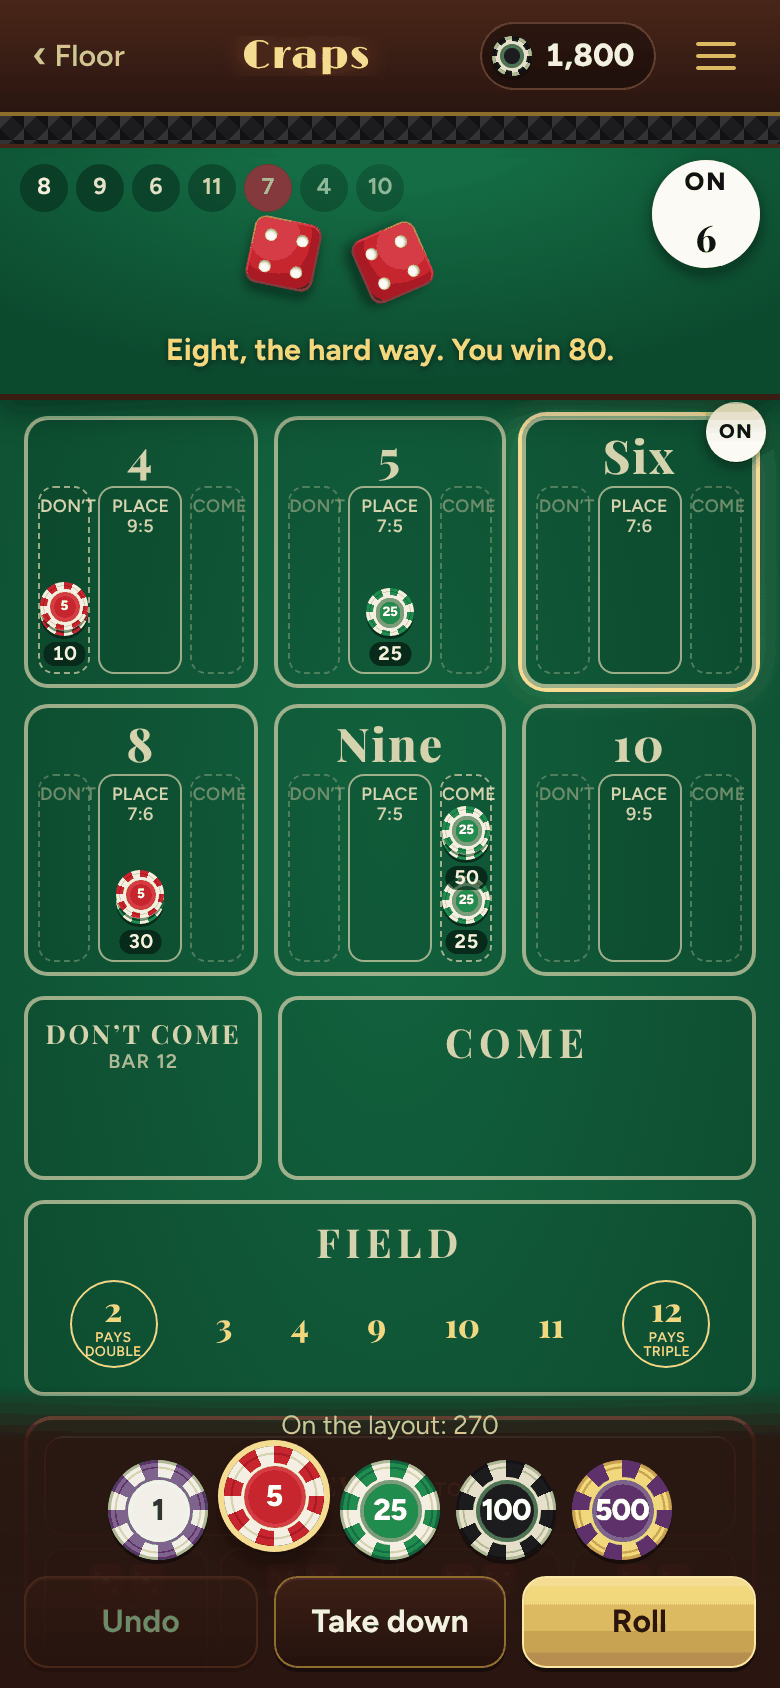 ‹ Floor
Craps
1,800
8 9 6 11 7 4 10
ON
6
Eight, the hard way. You win 80.
ON
4
DON'T
PLACE
9:5
COME
5
10
5
DON'T
PLACE
7:5
COME
25
25
Six
DON'T
PLACE
7:6
COME
8
DON'T
PLACE
7:6
COME
5
30
Nine
DON'T
PLACE
7:5
COME
25
50
25
25
10
DON'T
PLACE
9:5
COME
DON’T COME
BAR 12
COME
FIELD
2
PAYS
DOUBLE
3 4 9 10 11
12
PAYS
TRIPLE
On the layout: 270
1 5 25 100 500
Undo
Take down
Roll